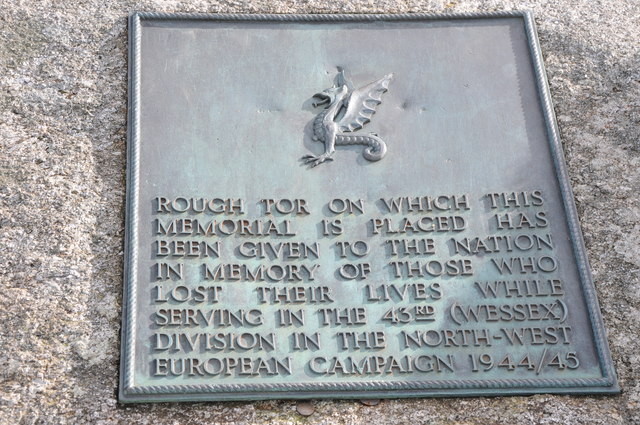 ROUGH TOR ON WHICH THIS
MEMORIAL IS PLACED HAS
BEEN GIVEN TO THE NATION
IN MEMORY OF THOSE WHO
LOST THEIR LIVES WHILE
SERVING IN THE 43RD (WESSEX)
DIVISION IN THE NORTH-WEST
EUROPEAN CAMPAIGN 1944/45